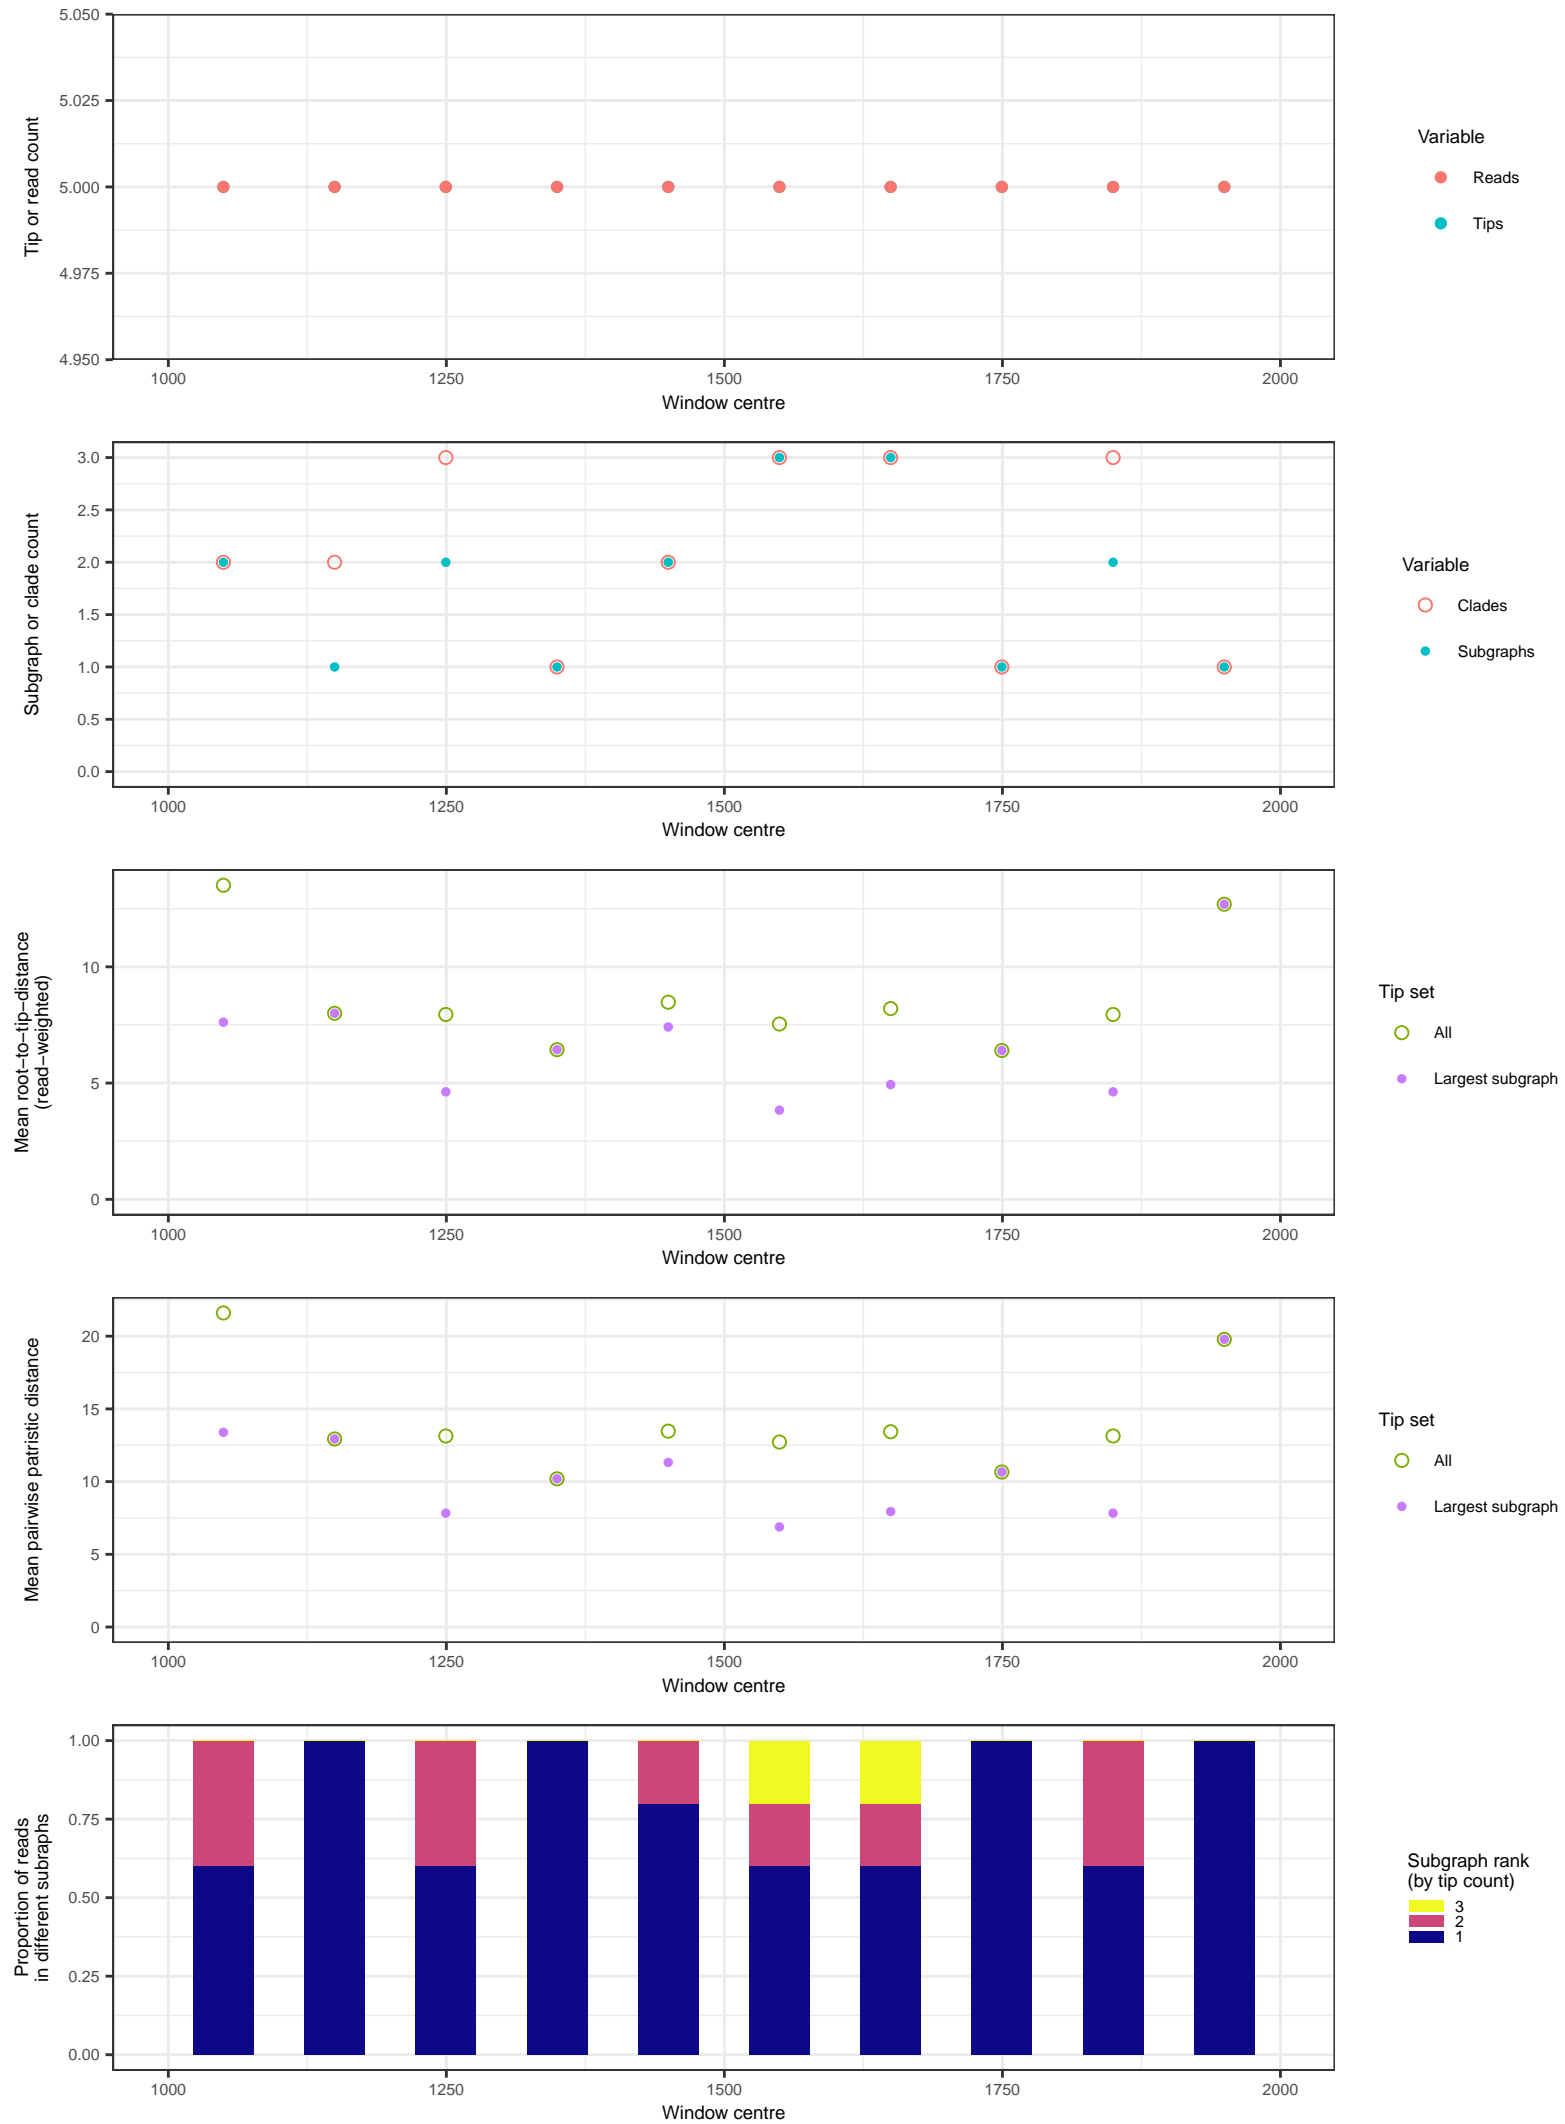 5.050
5.025
5.000
4.975
4.950
Tip or read count
1000 1250 1500 1750 2000
Window centre
Variable
Reads
Tips
3.0
2.5
2.0
1.5
1.0
0.5
0.0
Subgraph or clade count
1000 1250 1500 1750 2000
Window centre
Variable
Clades
Subgraphs
10
5
0
Mean root−to−tip−distance
(read−weighted)
1000 1250 1500 1750 2000
Window centre
Tip set
All
Largest subgraph
20
15
10
5
0
Mean pairwise patristic distance
1000 1250 1500 1750 2000
Window centre
Tip set
All
Largest subgraph
1.00
0.75
0.50
0.25
0.00
Proportion of reads
in different subraphs
1000 1250 1500 1750 2000
Window centre
Subgraph rank
(by tip count)
3
2
1